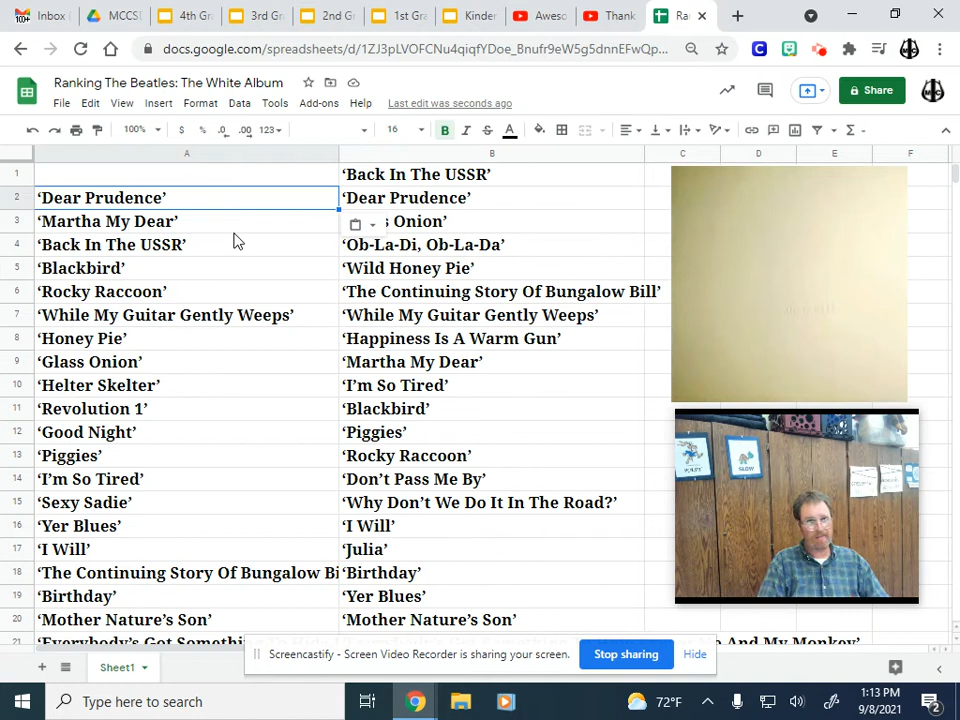 Inbox
MCCS
4th Gr
3rd Gr
2nd G
1st Gra
Kinder
Aweso
Thank
Ra
docs.google.com/spreadsheets/d/1ZJ3pLVOFCNu4qiqfYDoe_Bnufr9eW5g5dnnEFwQp...
Ranking The Beatles: The White Album
File Edit View Insert Format Data Tools Add-ons Help Last edit was seconds ago
Share
100% $ % .0 .00 123 16 B I S A
A B C D E F
1 ‘Back In The USSR’
2 ‘Dear Prudence’ ‘Dear Prudence’
3 ‘Martha My Dear’ s Onion’
4 ‘Back In The USSR’ ‘Ob-La-Di, Ob-La-Da’
5 ‘Blackbird’ ‘Wild Honey Pie’
6 ‘Rocky Raccoon’ ‘The Continuing Story Of Bungalow Bill’
7 ‘While My Guitar Gently Weeps’ ‘While My Guitar Gently Weeps’
8 ‘Honey Pie’ ‘Happiness Is A Warm Gun’
9 ‘Glass Onion’ ‘Martha My Dear’
10 ‘Helter Skelter’ ‘I’m So Tired’
11 ‘Revolution 1’ ‘Blackbird’
12 ‘Good Night’ ‘Piggies’
13 ‘Piggies’ ‘Rocky Raccoon’
14 ‘I’m So Tired’ ‘Don’t Pass Me By’
15 ‘Sexy Sadie’ ‘Why Don’t We Do It In The Road?’
16 ‘Yer Blues’ ‘I Will’
17 ‘I Will’ ‘Julia’
18 ‘The Continuing Story Of Bungalow Bi ‘Birthday’
19 ‘Birthday’ ‘Yer Blues’
20 ‘Mother Nature’s Son’ ‘Mother Nature’s Son’
21 ‘Everybody’s Got Something And My Monkey’
SLOW
Screencastify - Screen Video Recorder is sharing your screen.
Stop sharing
Hide
Sheet1
Type here to search
72°F
1:13 PM
9/8/2021
2